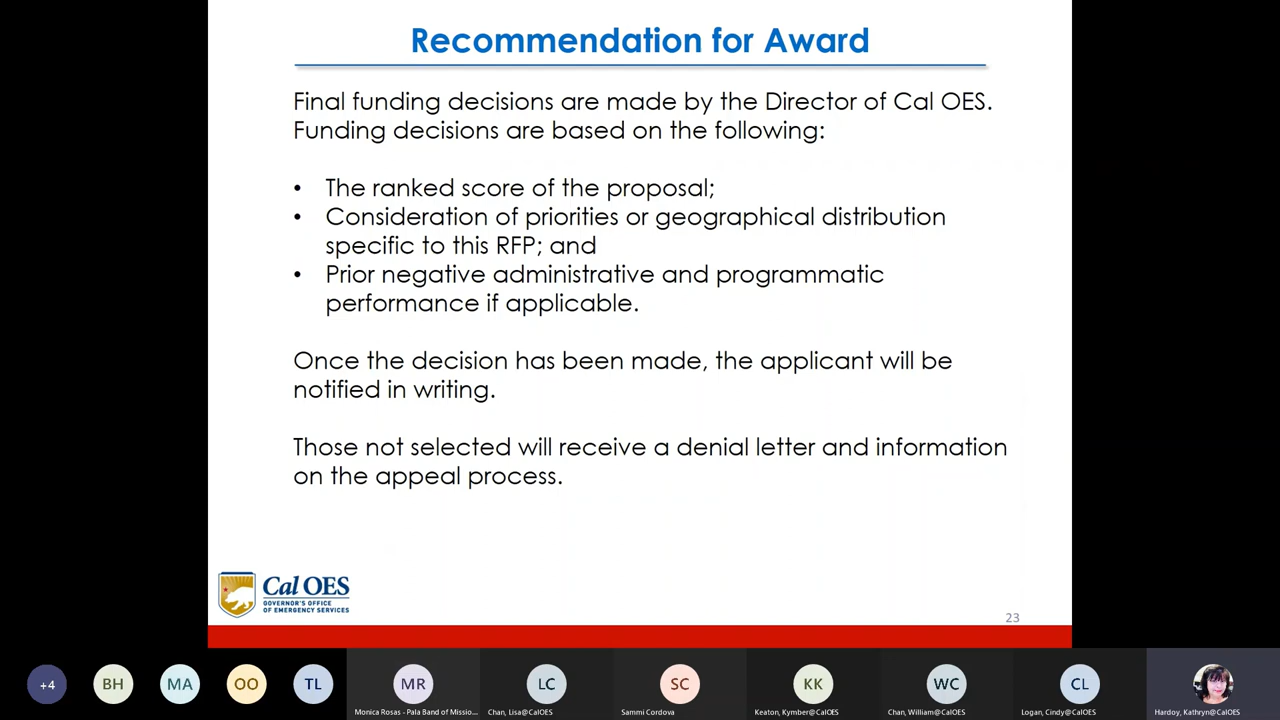 Recommendation for Award
Final funding decisions are made by the Director of Cal OES.
Funding decisions are based on the following:
• The ranked score of the proposal;
• Consideration of priorities or geographical distribution
specific to this RFP; and
• Prior negative administrative and programmatic
performance if applicable.
Once the decision has been made, the applicant will be
notified in writing.
Those not selected will receive a denial letter and information
on the appeal process.
Cal OES
GOVERNOR'S OFFICE
OF EMERGENCY SERVICES
23
+4
BH
MA
OO
TL
MR
LC
SC
KK
WC
CL
Monica Rosas - Pala Band of Missio...
Chan, Lisa@CalOES
Sammi Cordova
Keaton, Kymber@CalOES
Chan, William@CalOES
Logan, Cindy@CalOES
Hardoy, Kathryn@CalOES